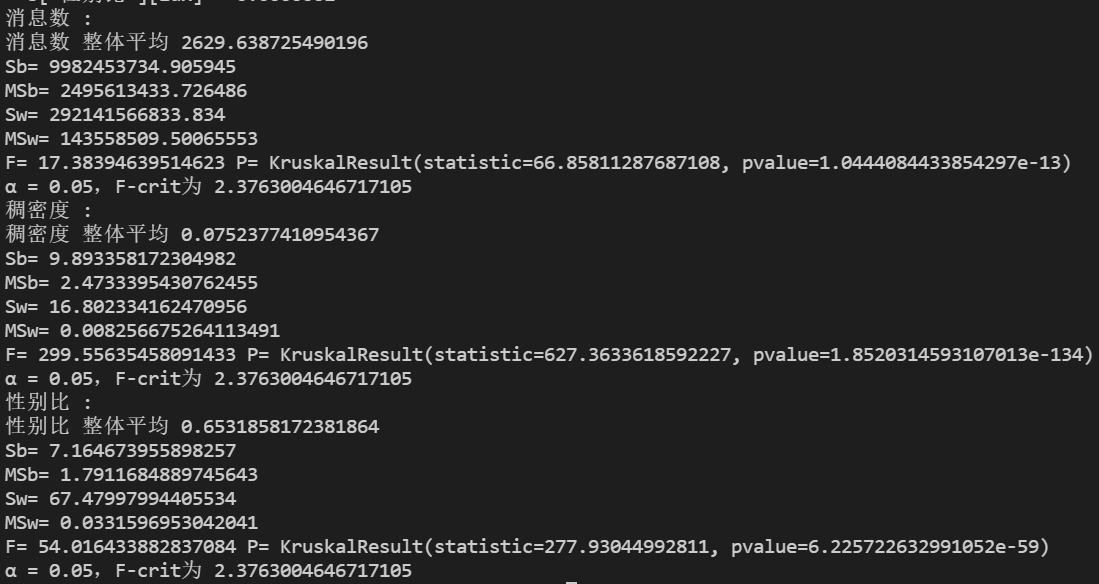 消息数 :
消息数 整体平均 2629.638725490196
Sb= 9982453734.905945
MSb= 2495613433.726486
Sw= 292141566833.834
MSw= 143558509.50065553
F= 17.38394639514623 P= KruskalResult(statistic=66.85811287687108, pvalue=1.0444084433854297e-13)
α = 0.05, F-crit为 2.3763004646717105
稠密度 :
稠密度 整体平均 0.0752377410954367
Sb= 9.893358172304982
MSb= 2.4733395430762455
Sw= 16.802334162470956
MSw= 0.008256675264113491
F= 299.55635458091433 P= KruskalResult(statistic=627.3633618592227, pvalue=1.8520314593107013e-134)
α = 0.05, F-crit为 2.3763004646717105
性别比 :
性别比 整体平均 0.6531858172381864
Sb= 7.164673955898257
MSb= 1.7911684889745643
Sw= 67.47997994405534
MSw= 0.0331596953042041
F= 54.016433882837084 P= KruskalResult(statistic=277.93044992811, pvalue=6.225722632991052e-59)
α = 0.05, F-crit为 2.3763004646717105